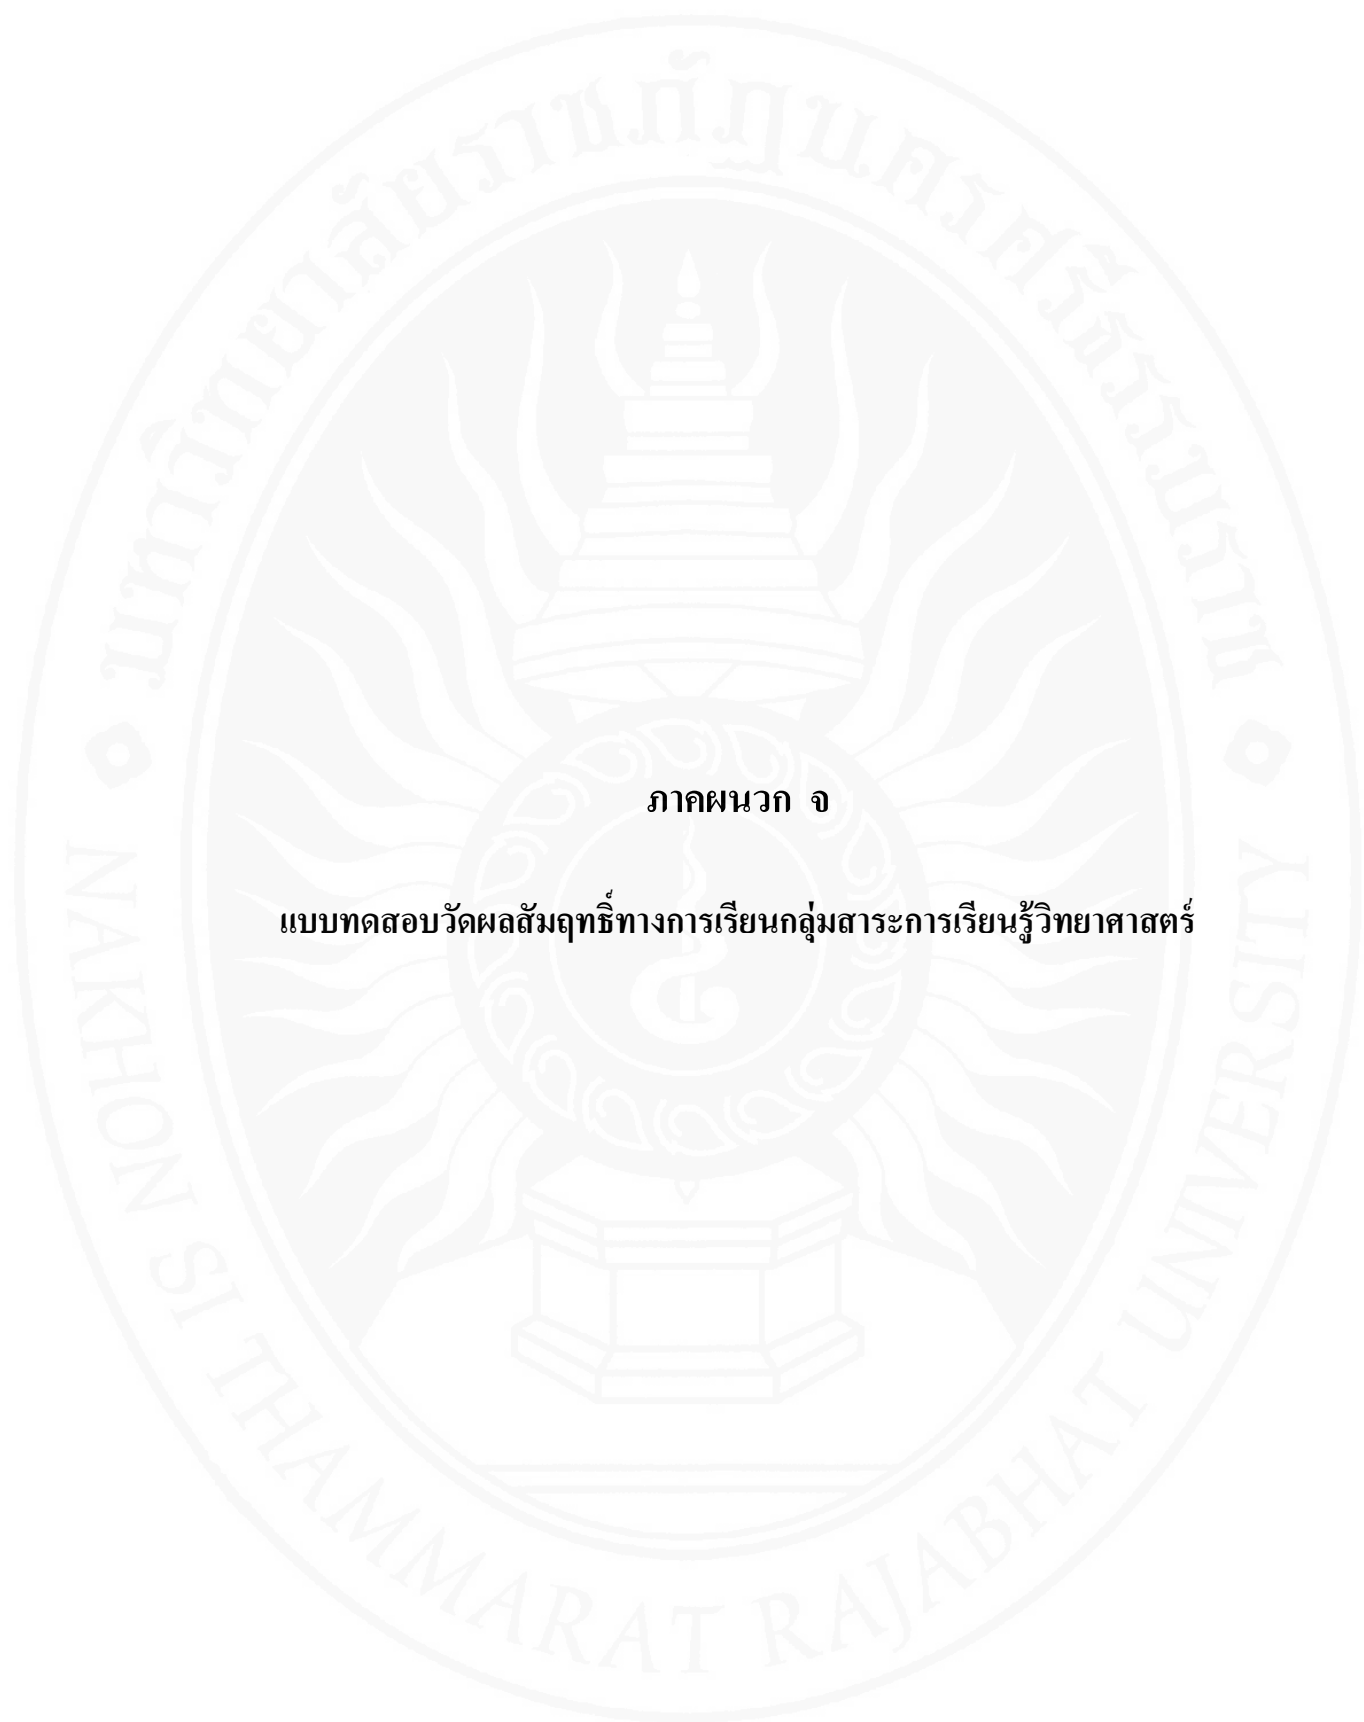 มหาวิทยาลัยราชภัฏนครศรีธรรมราช
ภาคผนวก จ
แบบทดสอบวัดผลสัมฤทธิ์ทางการเรียนกลุ่มสาระการเรียนรู้วิทยาศาสตร์
NAKHON SI THAMMARAT RAJABHAT UNIVERSITY